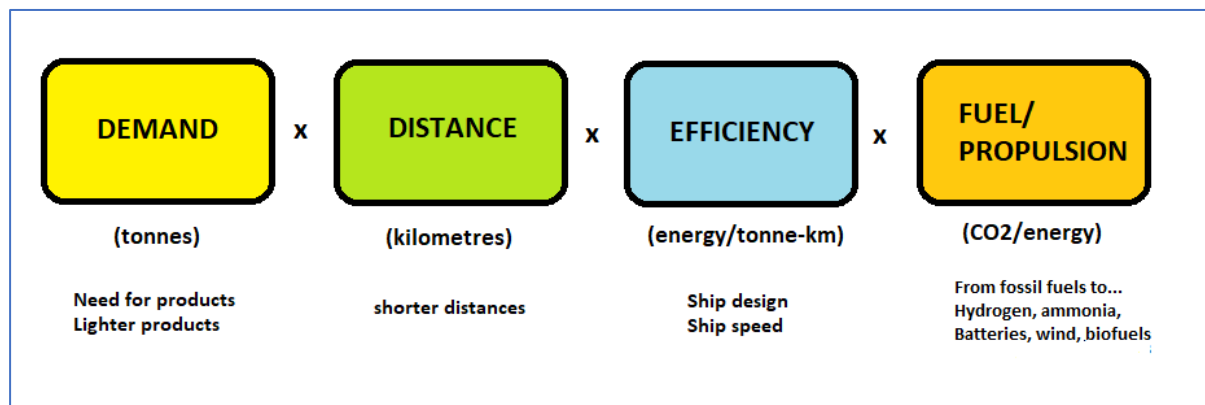 DEMAND
x
DISTANCE
x
EFFICIENCY
x
FUEL/
PROPULSION
(tonnes)
(kilometres)
(energy/tonne-km)
(CO2/energy)
Need for products
Lighter products
shorter distances
Ship design
Ship speed
From fossil fuels to...
Hydrogen, ammonia,
Batteries, wind, biofuels